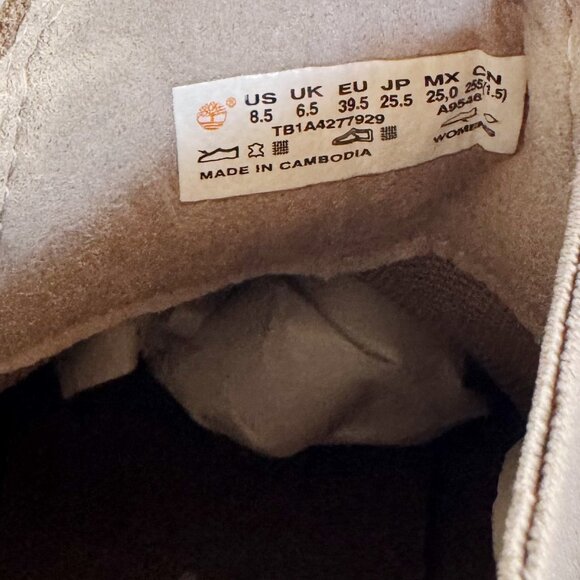 ® US UK EU JP MX CN
8.5 6.5 39.5 25.5 25,0 255(1.5)
TB1A4277929
WOMEN
MADE IN CAMBODIA